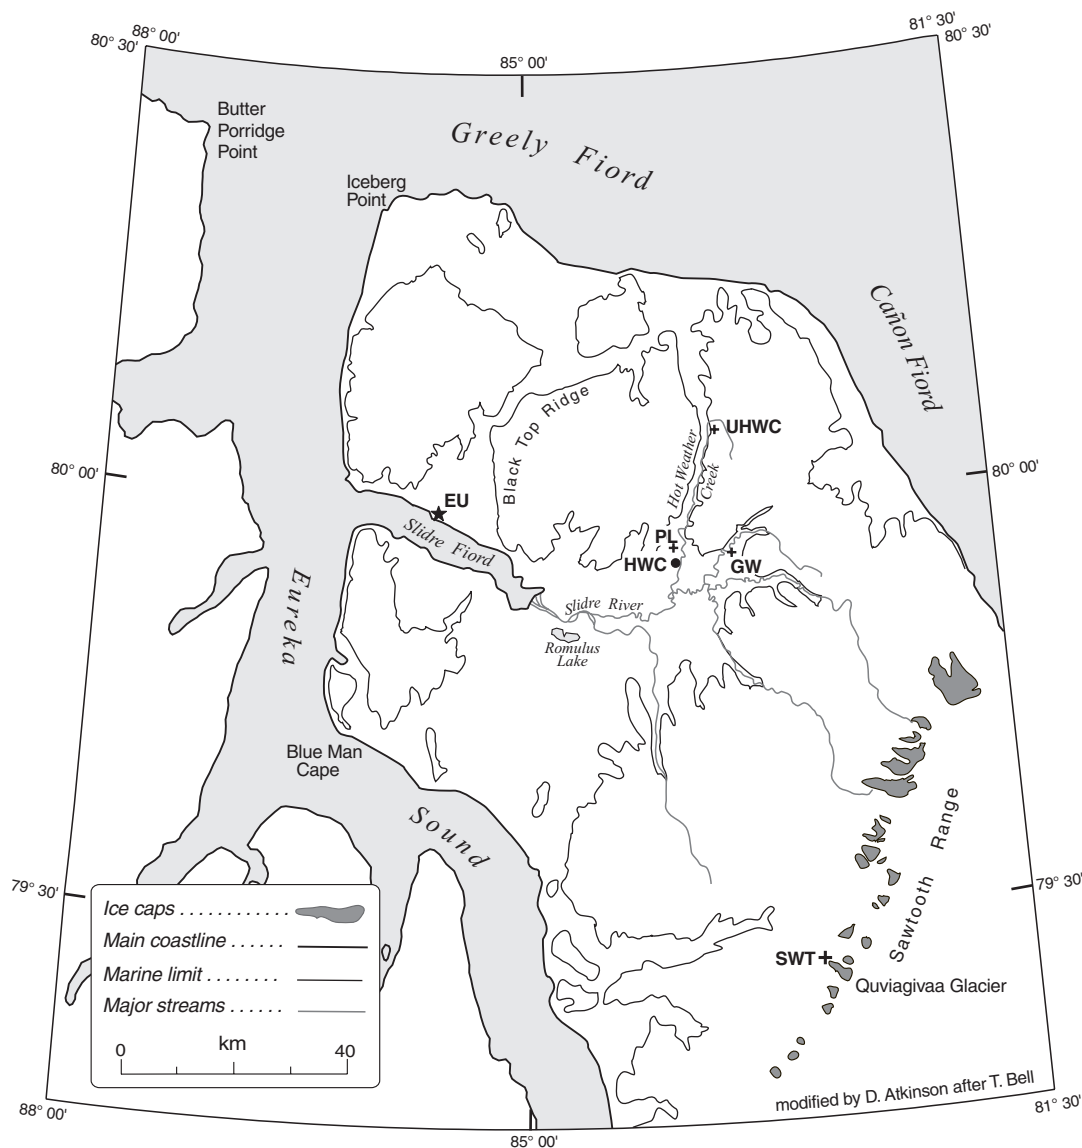 88° 00'
80° 30'
85° 00'
81° 30'
80° 30'
Butter
Porridge
Point
Greely Fiord
Iceberg
Point
Cañon Fiord
Black Top Ridge
UHWC
Hot Weather
Creek
80° 00'
80° 00'
EU
Slidre Fiord
PL
HWC
GW
Slidre River
Romulus
Lake
Eureka
Sound
Blue Man
Cape
Sawtooth Range
79° 30'
79° 30'
SWT
Quviagivaa Glacier
Ice caps ............
Main coastline ......
Marine limit ........
Major streams ......
km
0 40
modified by D. Atkinson after T. Bell
88° 00'
85° 00'
81° 30'